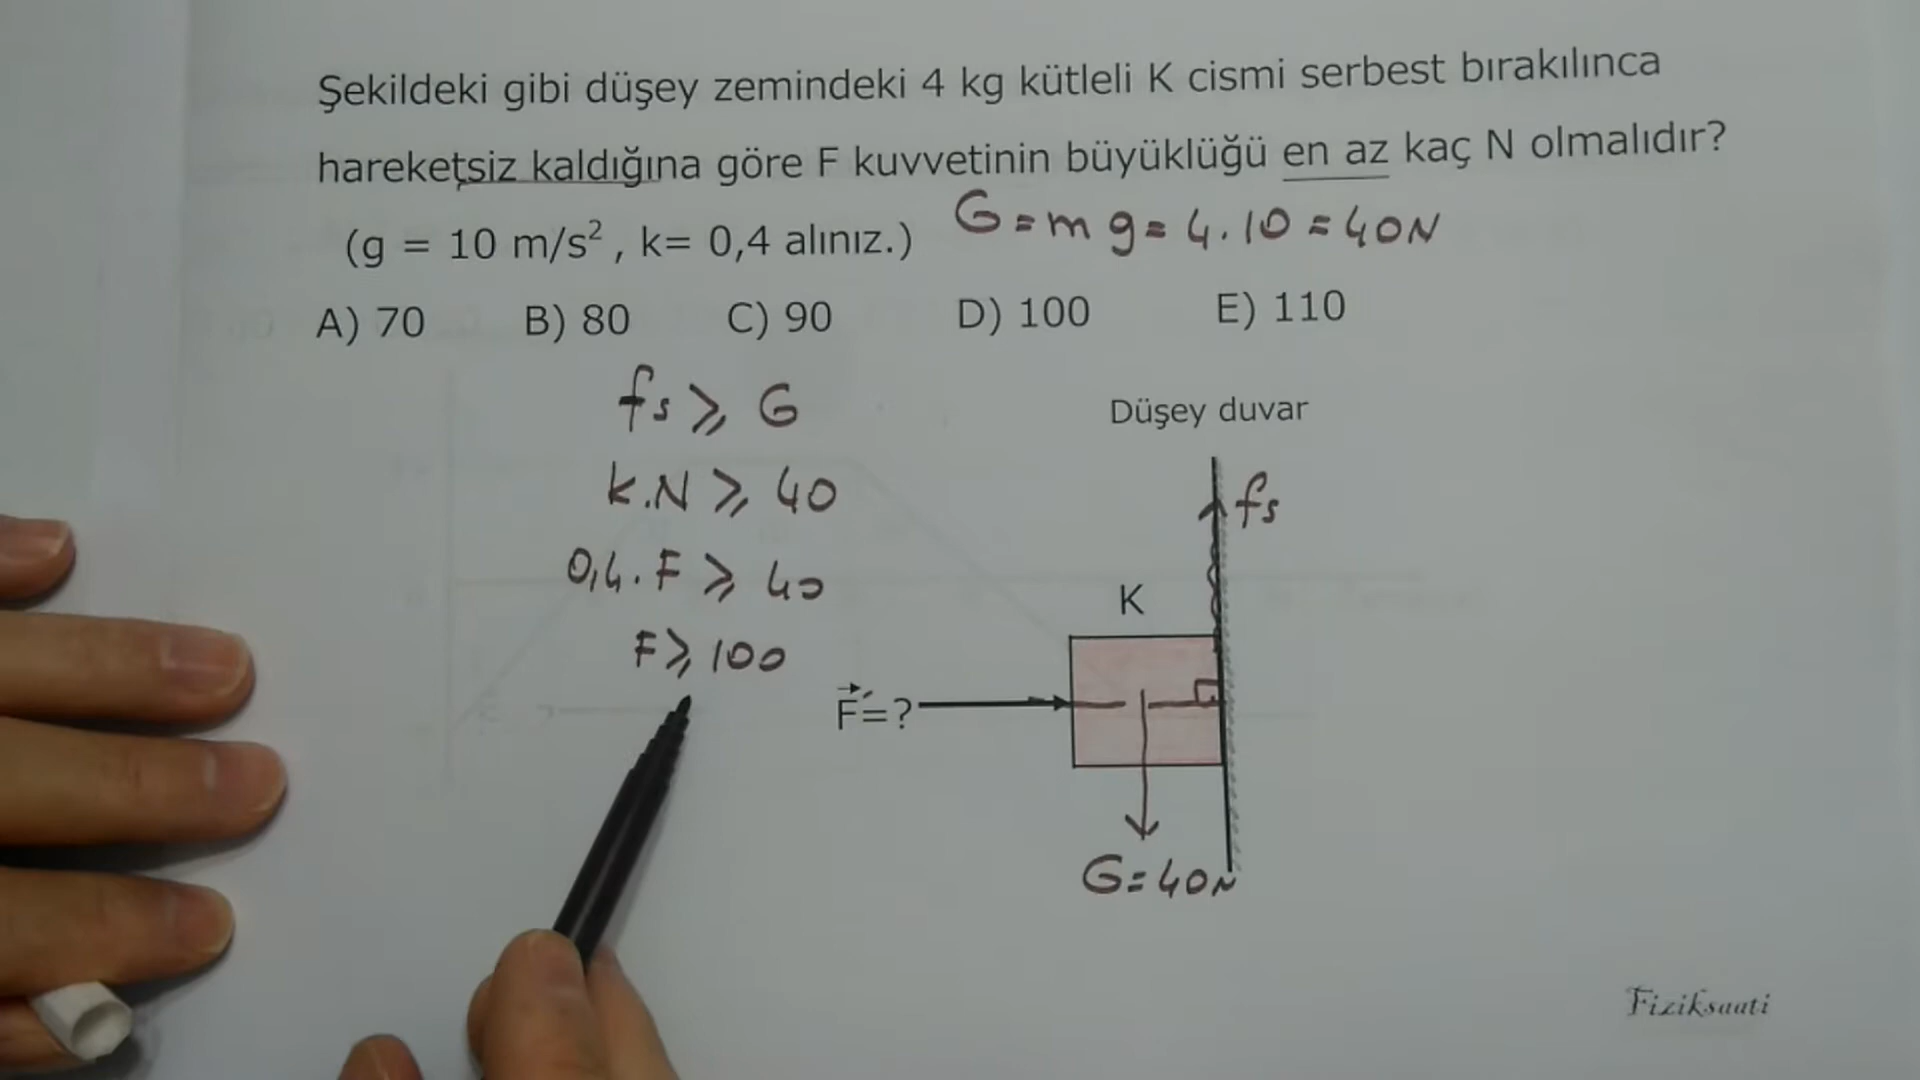 Şekildeki gibi düşey zemindeki 4 kg kütleli K cismi serbest bırakılınca
hareketsiz kaldığına göre F kuvvetinin büyüklüğü en az kaç N olmalıdır?
(g = 10 m/s², k= 0,4 alınız.) G = m g = 4.10 = 40N
A) 70 B) 80 C) 90 D) 100 E) 110
fs ⩾ G
Düşey duvar
k.N ⩾ 40
fs
0,4.F ⩾ 40
K
F ⩾ 100
F=?
G=40N
Fiziksaati